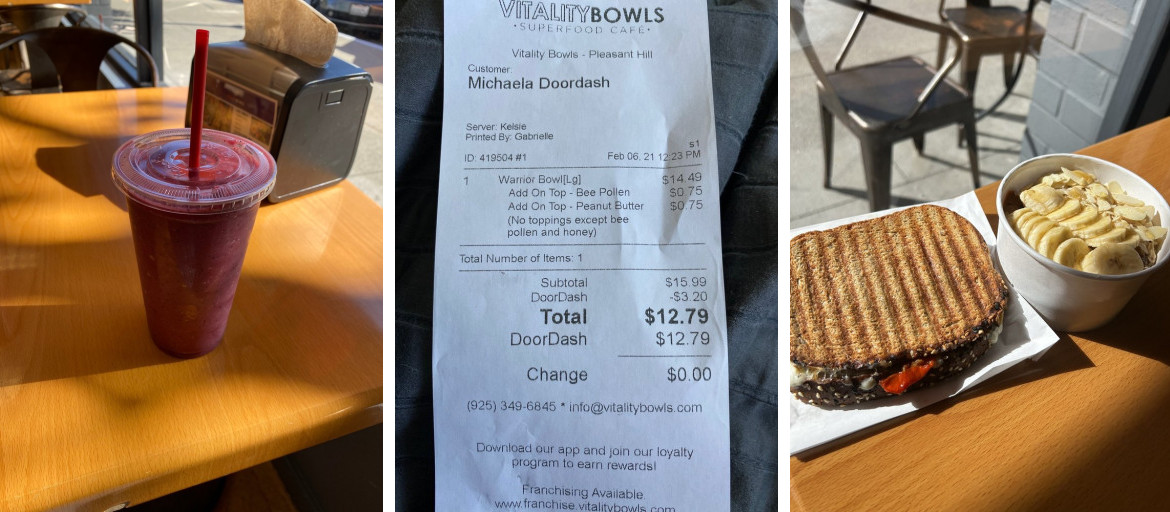 VITALITYBOWLS
•SUPERFOOD CAFE•
Vitality Bowls - Pleasant Hill
Customer:
Michaela Doordash
Server: Kelsie
Printed By: Gabrielle
s1
ID: 419504 #1 Feb 06, 21 12:23 PM
1 Warrior Bowl[Lg] $14.49
Add On Top - Bee Pollen $0.75
Add On Top - Peanut Butter $0.75
(No toppings except bee
pollen and honey)
Total Number of Items: 1
Subtotal $15.99
DoorDash -$3.20
Total $12.79
DoorDash $12.79
Change $0.00
(925) 349-6845 * info@vitalitybowls.com
Download our app and join our loyalty
program to earn rewards!
Franchising Available.
www.franchise.vitalitybowls.com